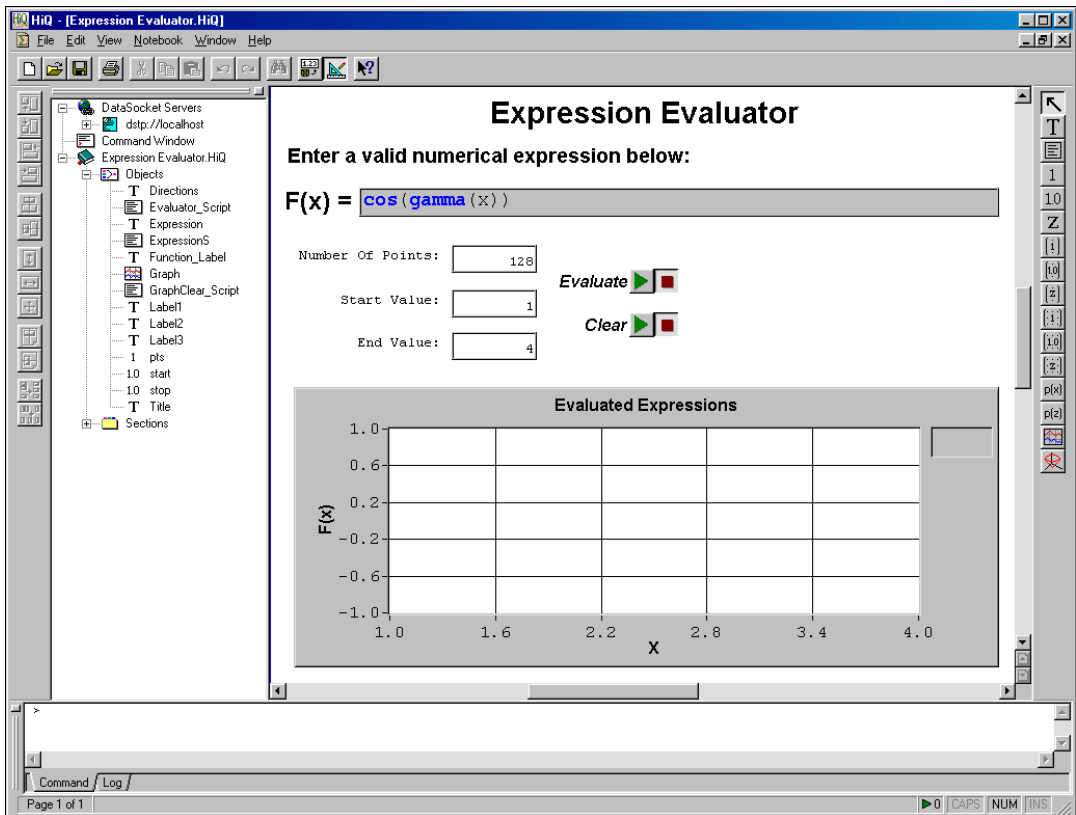 HiQ - [Expression Evaluator.HiQ]
File Edit View Notebook Window Help
DataSocket Servers
dstp://localhost
Command Window
Expression Evaluator.HiQ
Objects
T Directions
Evaluator_Script
T Expression
ExpressionS
T Function_Label
Graph
GraphClear_Script
T Label1
T Label2
T Label3
1 pts
1.0 start
1.0 stop
T Title
Sections
Expression Evaluator
Enter a valid numerical expression below:
F(x) = cos(gamma(x))
Number Of Points: 128
Start Value: 1
End Value: 4
Evaluate
Clear
Evaluated Expressions
1.0
0.6
0.2
-0.2
-0.6
-1.0
F(x)
1.0 1.6 2.2 2.8 3.4 4.0
X
T
1
1.0
Z
[i]
[1.0]
[z]
[i]
[1.0]
[z]
p(x)
p(z)
>
Command Log
Page 1 of 1
0 CAPS NUM INS